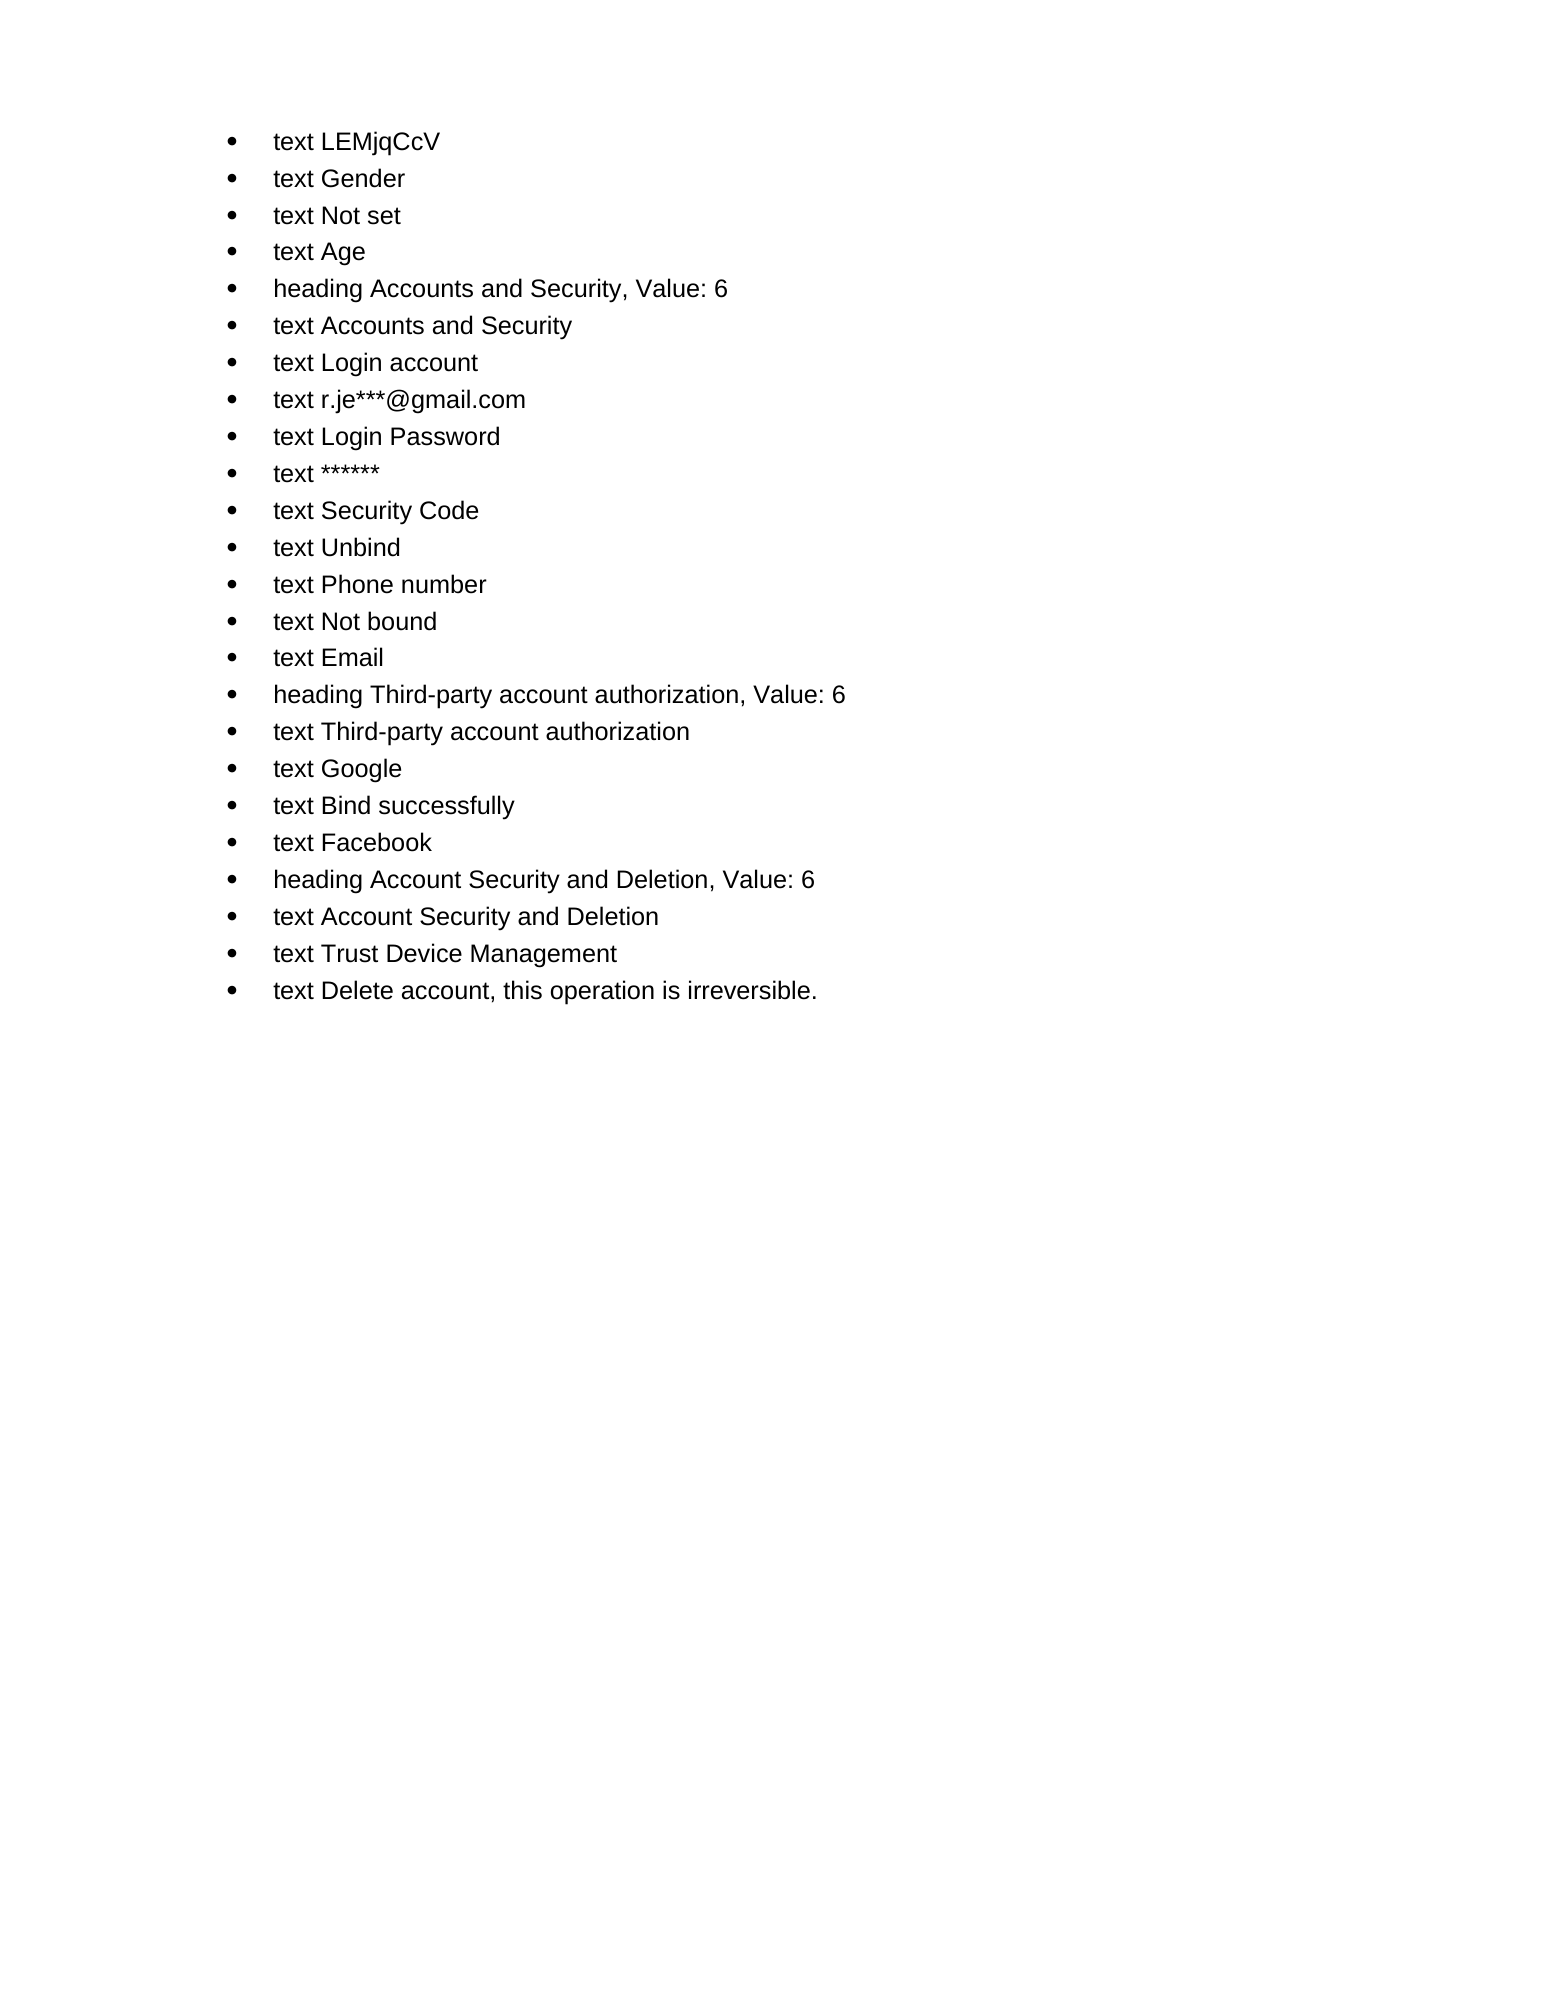 • text LEMjqCcV
• text Gender
• text Not set
• text Age
• heading Accounts and Security, Value: 6
• text Accounts and Security
• text Login account
• text r.je***@gmail.com
• text Login Password
• text ******
• text Security Code
• text Unbind
• text Phone number
• text Not bound
• text Email
• heading Third-party account authorization, Value: 6
• text Third-party account authorization
• text Google
• text Bind successfully
• text Facebook
• heading Account Security and Deletion, Value: 6
• text Account Security and Deletion
• text Trust Device Management
• text Delete account, this operation is irreversible.